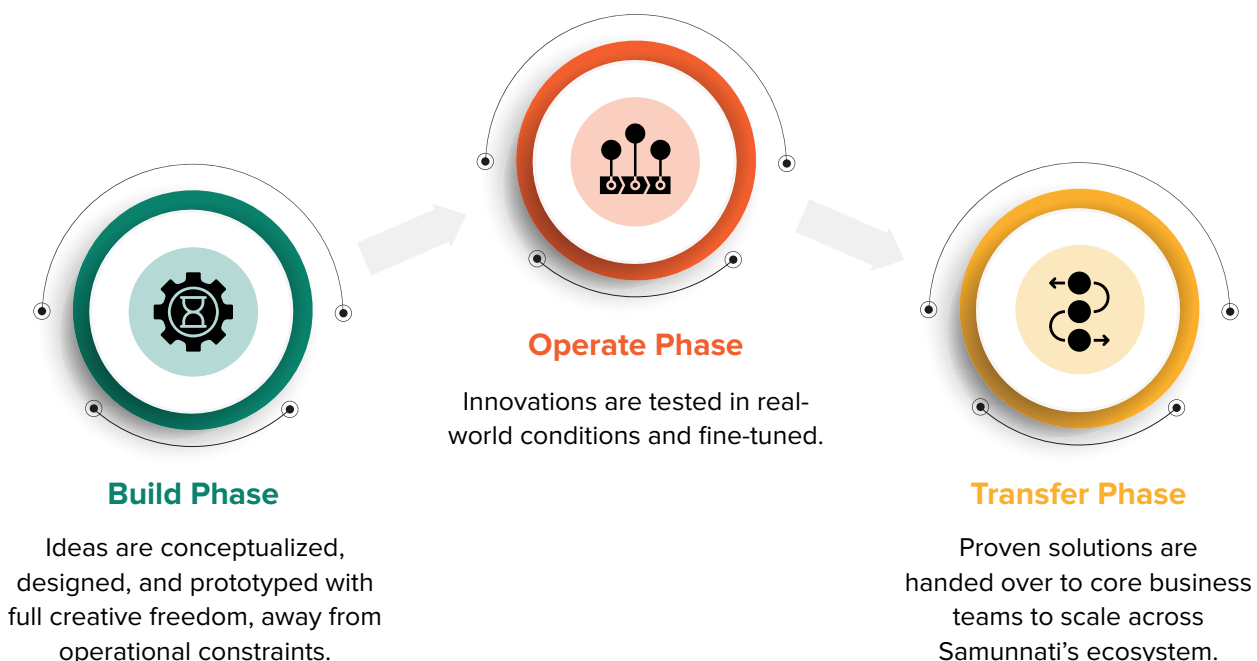 Build Phase
Ideas are conceptualized,
designed, and prototyped with
full creative freedom, away from
operational constraints.
Operate Phase
Innovations are tested in real-
world conditions and fine-tuned.
Transfer Phase
Proven solutions are
handed over to core business
teams to scale across
Samunnati’s ecosystem.